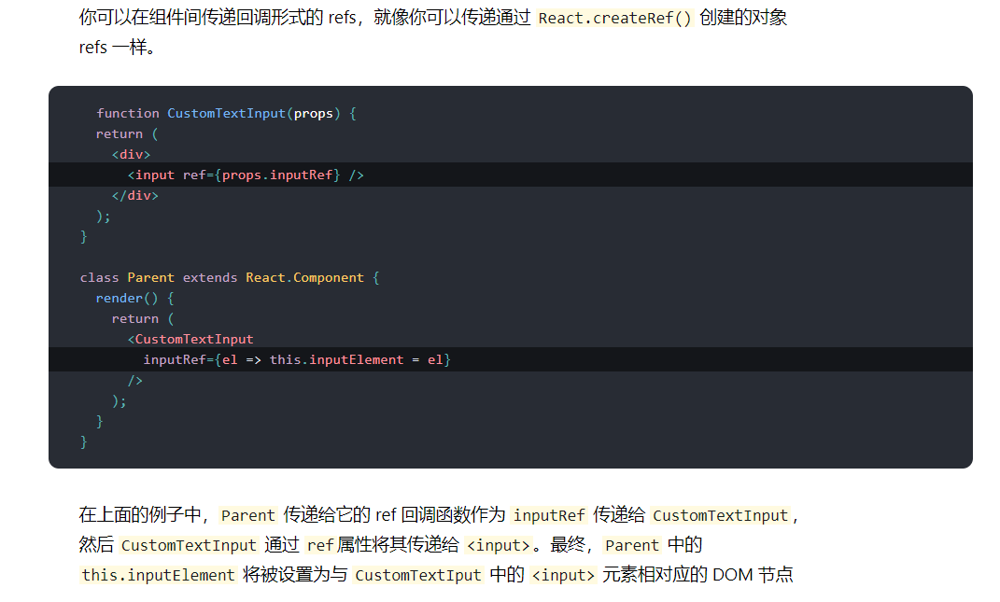 你可以在组件间传递回调形式的 refs，就像你可以传递通过 React.createRef() 创建的对象
refs 一样。
function CustomTextInput(props) {
return (
<div>
<input ref={props.inputRef} />
</div>
);
}
class Parent extends React.Component {
render() {
return (
<CustomTextInput
inputRef={el => this.inputElement = el}
/>
);
}
}
在上面的例子中，Parent 传递给它的 ref 回调函数作为 inputRef 传递给 CustomTextInput，
然后 CustomTextInput 通过 ref属性将其传递给 <input>。最终，Parent 中的
this.inputElement 将被设置为与 CustomTextIput 中的 <input> 元素相对应的 DOM 节点